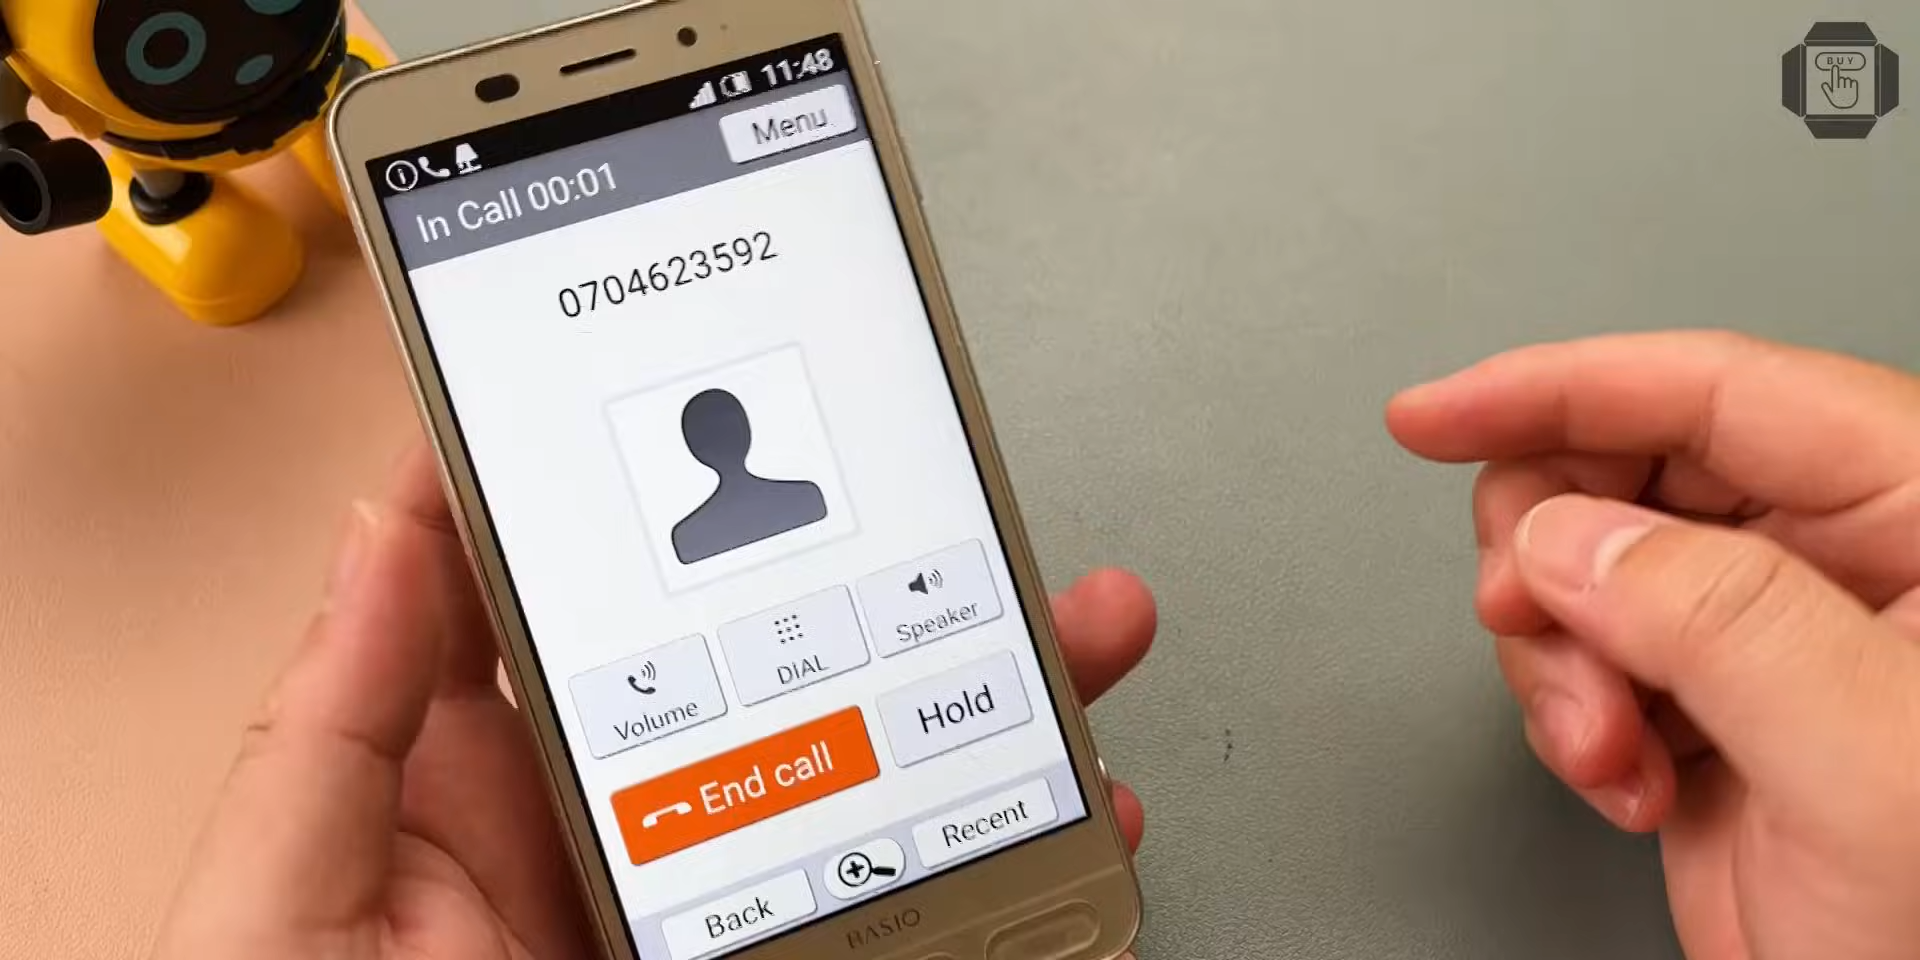 BUY
11:48
Menu
In Call 00:01
0704623592
Volume
DIAL
Speaker
End call
Hold
Back
Recent
BASIO